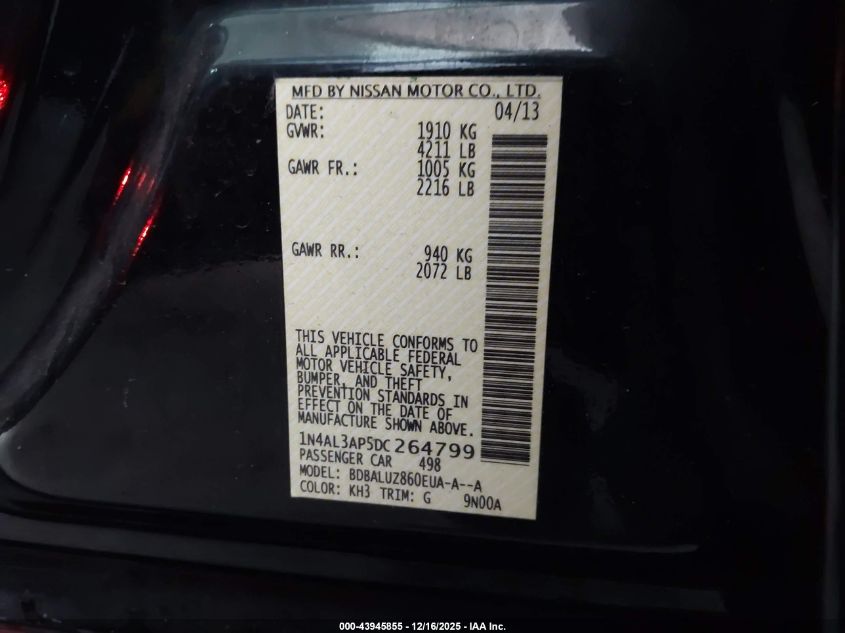 MFD BY NISSAN MOTOR CO., LTD.
DATE: 04/13
GVWR: 1910 KG
4211 LB
GAWR FR.: 1005 KG
2216 LB
GAWR RR.: 940 KG
2072 LB
THIS VEHICLE CONFORMS TO
ALL APPLICABLE FEDERAL
MOTOR VEHICLE SAFETY,
BUMPER, AND THEFT
PREVENTION STANDARDS IN
EFFECT ON THE DATE OF
MANUFACTURE SHOWN ABOVE.
1N4AL3AP5DC264799
PASSENGER CAR 498
MODEL: BDBALUZ860EUA-A--A
COLOR: KH3 TRIM: G 9N00A
000-43945855 - 12/16/2025 - IAA Inc.